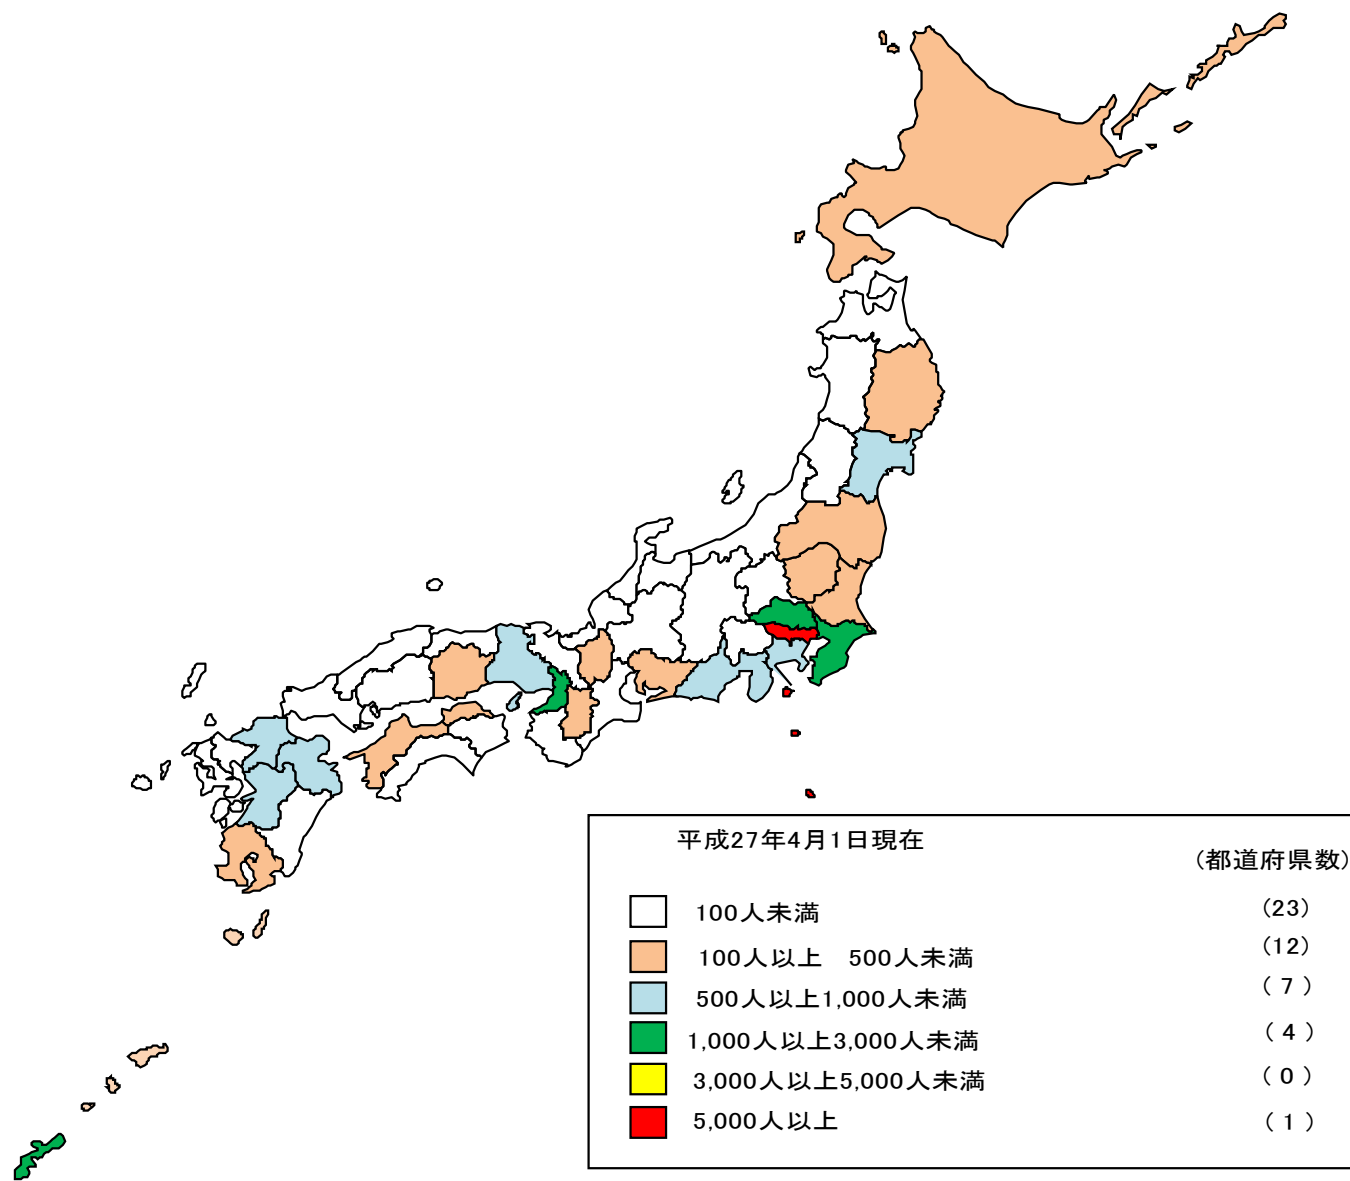 平成27年4月1日現在
(都道府県数)
100人未満 (23)
100人以上 500人未満 (12)
500人以上1,000人未満 ( 7 )
1,000人以上3,000人未満 ( 4 )
3,000人以上5,000人未満 ( 0 )
5,000人以上 ( 1 )